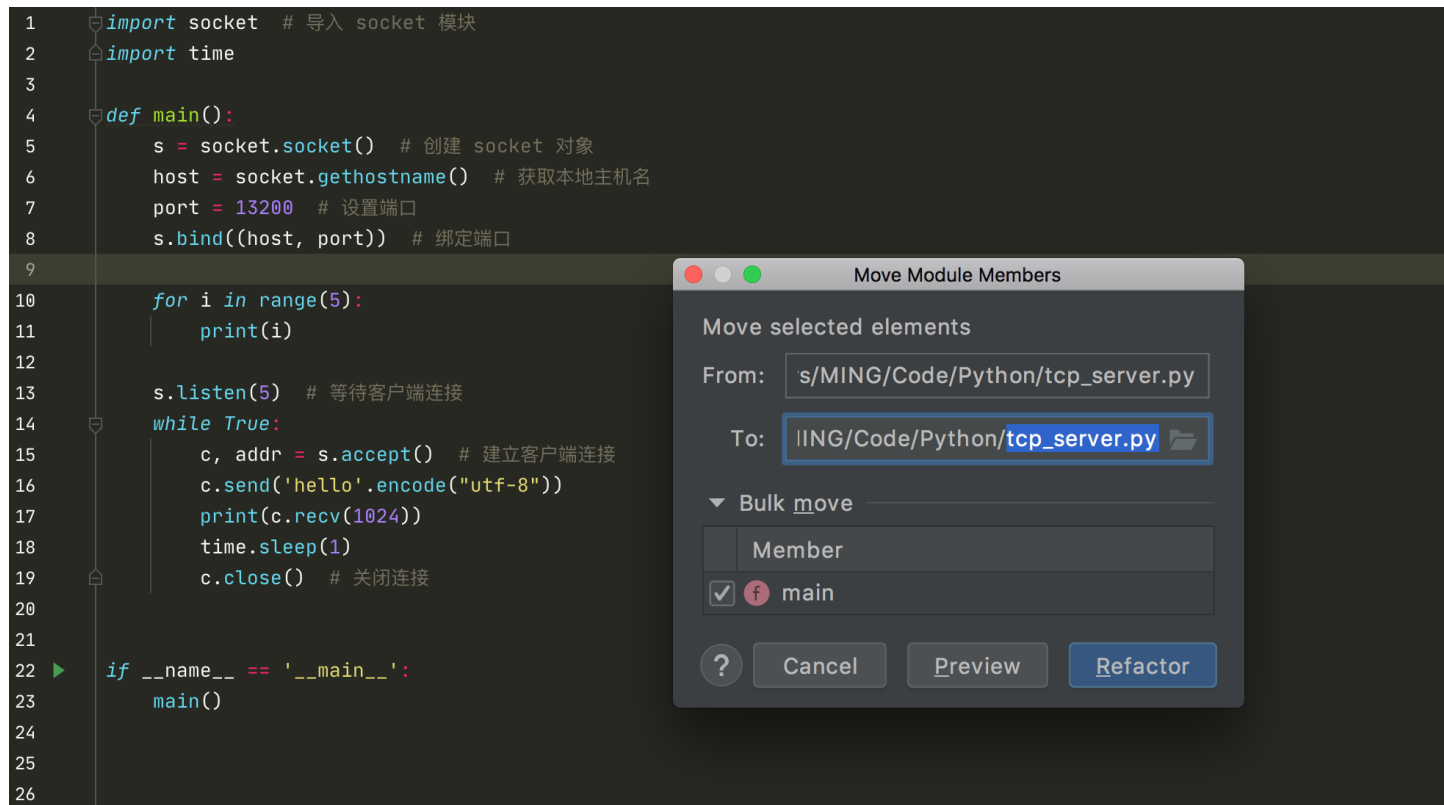 1 import socket # 导入 socket 模块
2 import time
3
4 def main():
5 s = socket.socket() # 创建 socket 对象
6 host = socket.gethostname() # 获取本地主机名
7 port = 13200 # 设置端口
8 s.bind((host, port)) # 绑定端口
9
10 for i in range(5):
11 print(i)
12
13 s.listen(5) # 等待客户端连接
14 while True:
15 c, addr = s.accept() # 建立客户端连接
16 c.send('hello'.encode("utf-8"))
17 print(c.recv(1024))
18 time.sleep(1)
19 c.close() # 关闭连接
20
21
22 if __name__ == '__main__':
23 main()
24
25
26
Move Module Members
Move selected elements
From: s/MING/Code/Python/tcp_server.py
To: IING/Code/Python/tcp_server.py
Bulk move
Member
f main
? Cancel Preview Refactor